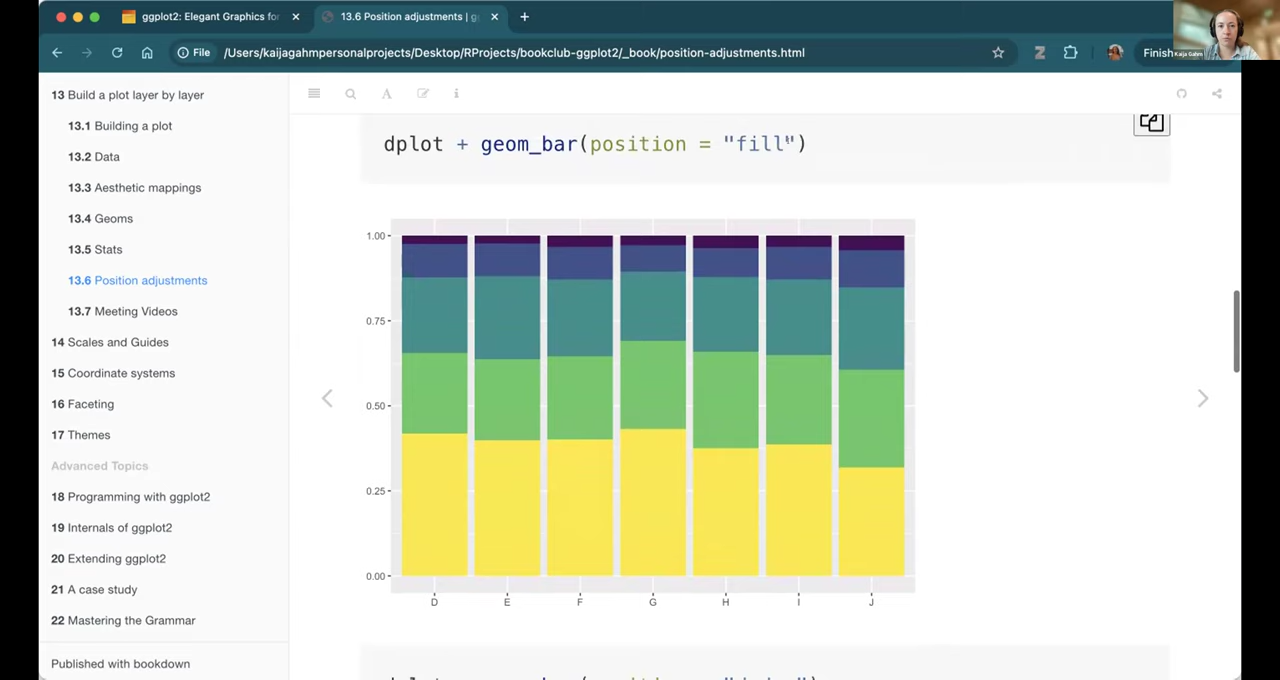 ggplot2: Elegant Graphics for
13.6 Position adjustments | g
File
/Users/kaijagahmpersonalprojects/Desktop/RProjects/bookclub-ggplot2/_book/position-adjustments.html
Finish
Kaija Gahm
13 Build a plot layer by layer
13.1 Building a plot
13.2 Data
13.3 Aesthetic mappings
13.4 Geoms
13.5 Stats
13.6 Position adjustments
13.7 Meeting Videos
14 Scales and Guides
15 Coordinate systems
16 Faceting
17 Themes
Advanced Topics
18 Programming with ggplot2
19 Internals of ggplot2
20 Extending ggplot2
21 A case study
22 Mastering the Grammar
Published with bookdown
dplot + geom_bar(position = "fill")
1.00
0.75
0.50
0.25
0.00
D E F G H I J